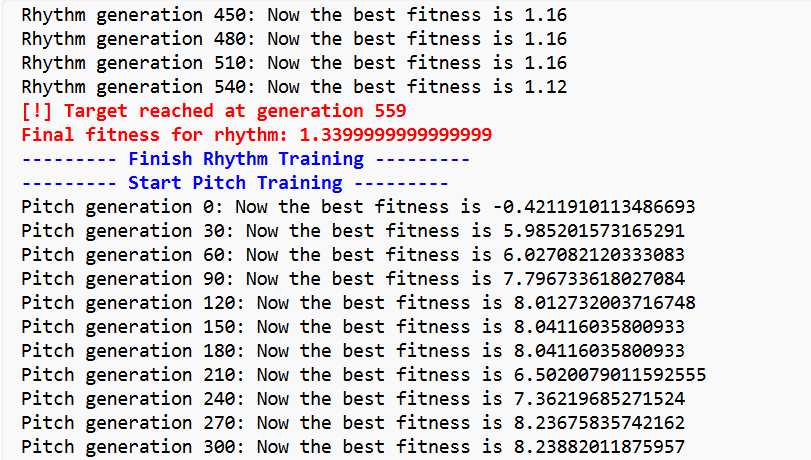 Rhythm generation 450: Now the best fitness is 1.16
Rhythm generation 480: Now the best fitness is 1.16
Rhythm generation 510: Now the best fitness is 1.16
Rhythm generation 540: Now the best fitness is 1.12
[!] Target reached at generation 559
Final fitness for rhythm: 1.3399999999999999
--------- Finish Rhythm Training ---------
--------- Start Pitch Training ---------
Pitch generation 0: Now the best fitness is -0.4211910113486693
Pitch generation 30: Now the best fitness is 5.985201573165291
Pitch generation 60: Now the best fitness is 6.027082120333083
Pitch generation 90: Now the best fitness is 7.796733618027084
Pitch generation 120: Now the best fitness is 8.012732003716748
Pitch generation 150: Now the best fitness is 8.04116035800933
Pitch generation 180: Now the best fitness is 8.04116035800933
Pitch generation 210: Now the best fitness is 6.5020079011592555
Pitch generation 240: Now the best fitness is 7.36219685271524
Pitch generation 270: Now the best fitness is 8.23675835742162
Pitch generation 300: Now the best fitness is 8.23882011875957